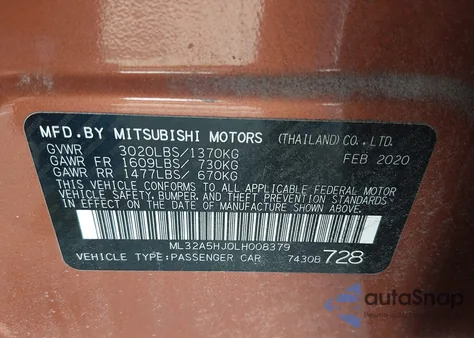 MFD.BY MITSUBISHI MOTORS (THAILAND)CO.,LTD.
GVWR 3020LBS/1370KG FEB 2020
GAWR FR 1609LBS/ 730KG
GAWR RR 1477LBS/ 670KG
THIS VEHICLE CONFORMS TO ALL APPLICABLE FEDERAL MOTOR
VEHICLE SAFETY, BUMPER, AND THEFT PREVENTION STANDARDS
IN EFFECT ON THE DATE OF MANUFACTURE SHOWN ABOVE.
ML32A5HJ0LH008379
VEHICLE TYPE:PASSENGER CAR 7430B 728
autoSnap
Powered by